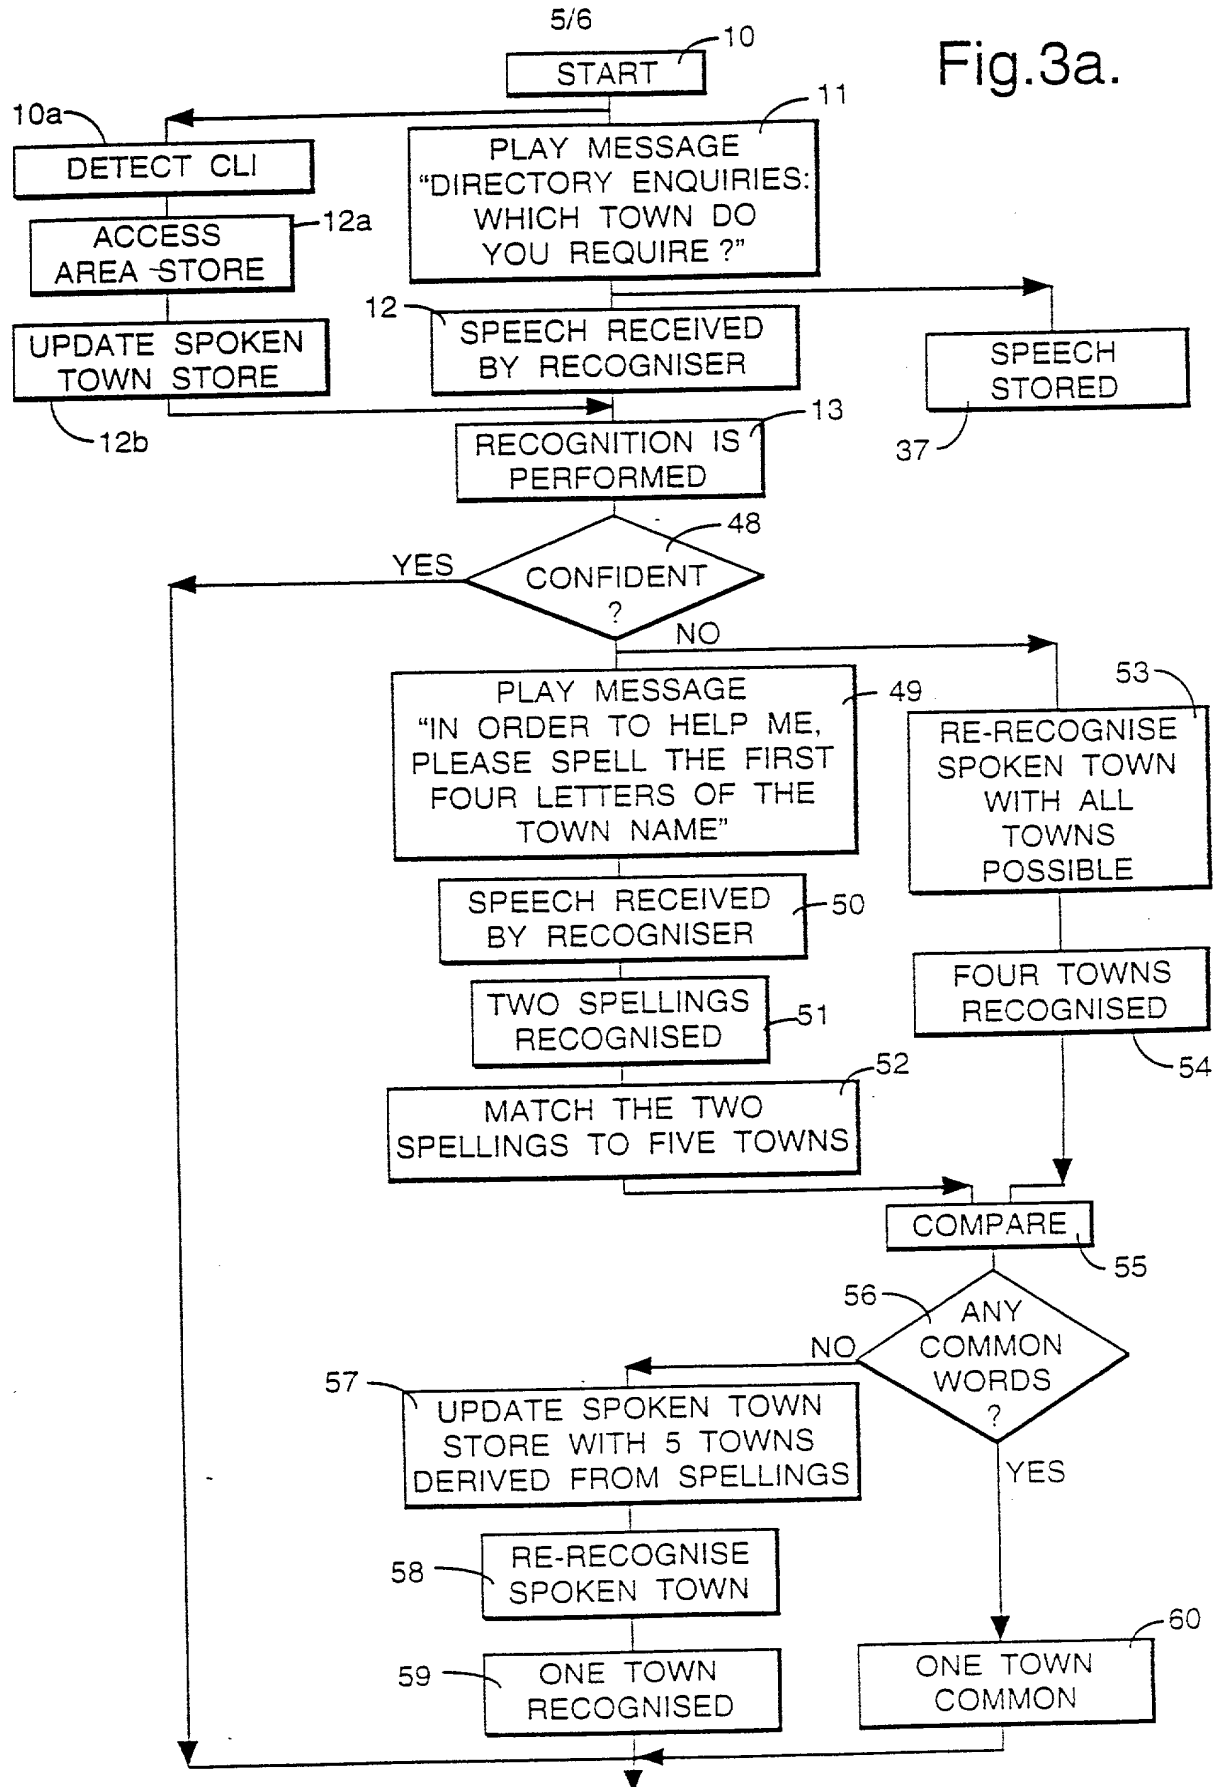 5/6
Fig.3a.
10
START
10a
DETECT CLI
11
PLAY MESSAGE
“DIRECTORY ENQUIRIES:
WHICH TOWN DO
YOU REQUIRE ?”
12a
ACCESS
AREA STORE
12
SPEECH RECEIVED
BY RECOGNISER
UPDATE SPOKEN
TOWN STORE
12b
SPEECH
STORED
37
13
RECOGNITION IS
PERFORMED
48
CONFIDENT
?
YES
NO
49
PLAY MESSAGE
“IN ORDER TO HELP ME,
PLEASE SPELL THE FIRST
FOUR LETTERS OF THE
TOWN NAME”
53
RE-RECOGNISE
SPOKEN TOWN
WITH ALL
TOWNS
POSSIBLE
SPEECH RECEIVED
BY RECOGNISER
50
TWO SPELLINGS
RECOGNISED
51
FOUR TOWNS
RECOGNISED
54
52
MATCH THE TWO
SPELLINGS TO FIVE TOWNS
COMPARE
55
56
ANY
COMMON
WORDS
?
NO
YES
57
UPDATE SPOKEN TOWN
STORE WITH 5 TOWNS
DERIVED FROM SPELLINGS
58
RE-RECOGNISE
SPOKEN TOWN
59
ONE TOWN
RECOGNISED
60
ONE TOWN
COMMON